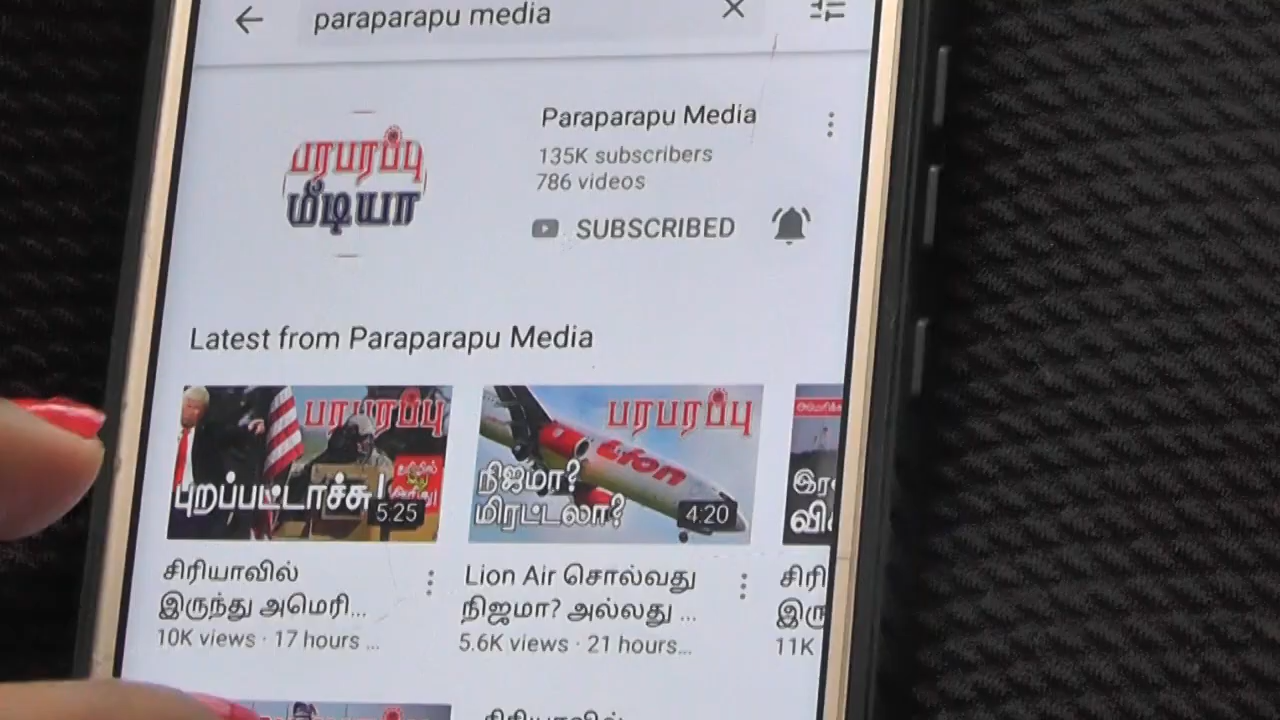 paraparapu media
பரபரப்பு
மீடியா
Paraparapu Media
135K subscribers
786 videos
SUBSCRIBED
Latest from Paraparapu Media
பரபரப்பு
புறப்பட்டாச்சு!
5:25
சிரியாவில்
இருந்து அமெரி...
10K views · 17 hours ...
பரபரப்பு
Lion
நிஜமா?
மிரட்டலா?
4:20
Lion Air சொல்வது
நிஜமா? அல்லது ...
5.6K views · 21 hours...
சிரி
இரு
11K
சிரியாவில்